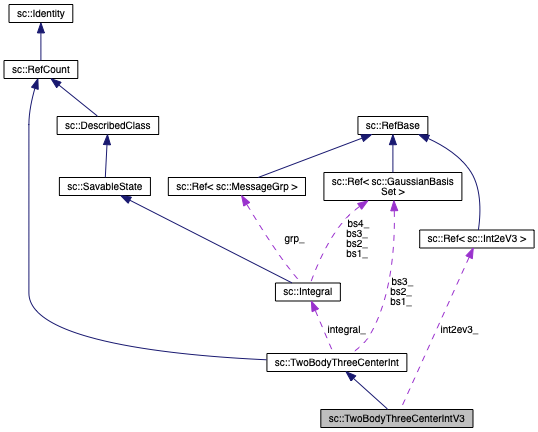 sc::Identity
sc::RefCount
sc::DescribedClass
sc::RefBase
sc::SavableState
sc::Ref< sc::MessageGrp >
sc::Ref< sc::GaussianBasis
Set >
sc::Ref< sc::Int2eV3 >
grp_
bs4_
bs3_
bs2_
bs1_
sc::Integral
bs3_
bs2_
bs1_
integral_
int2ev3_
sc::TwoBodyThreeCenterInt
sc::TwoBodyThreeCenterIntV3